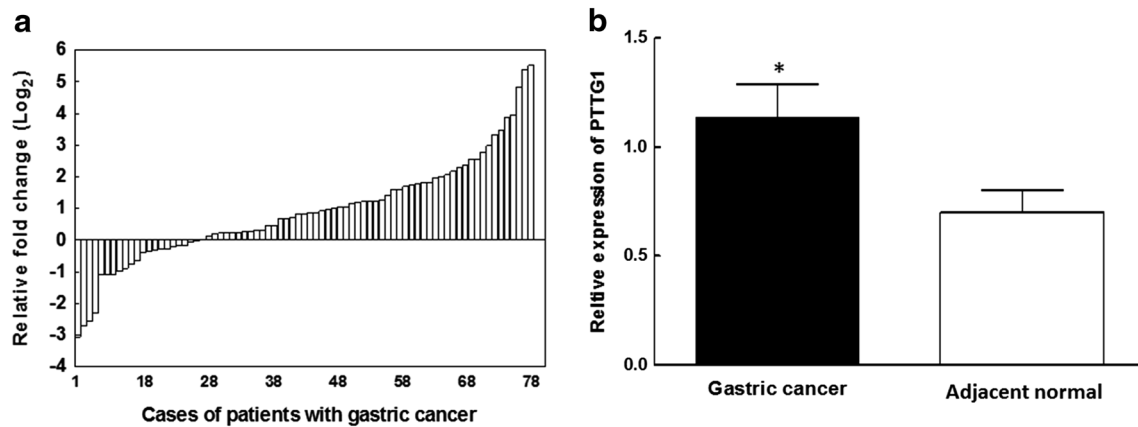 a
Relative fold change (Log2)
6
5
4
3
2
1
0
-1
-2
-3
-4
1 18 28 38 48 58 68 78
Cases of patients with gastric cancer
b
Reltive expression of PTTG1
1.5
1.0
0.5
0.0
*
Gastric cancer Adjacent normal